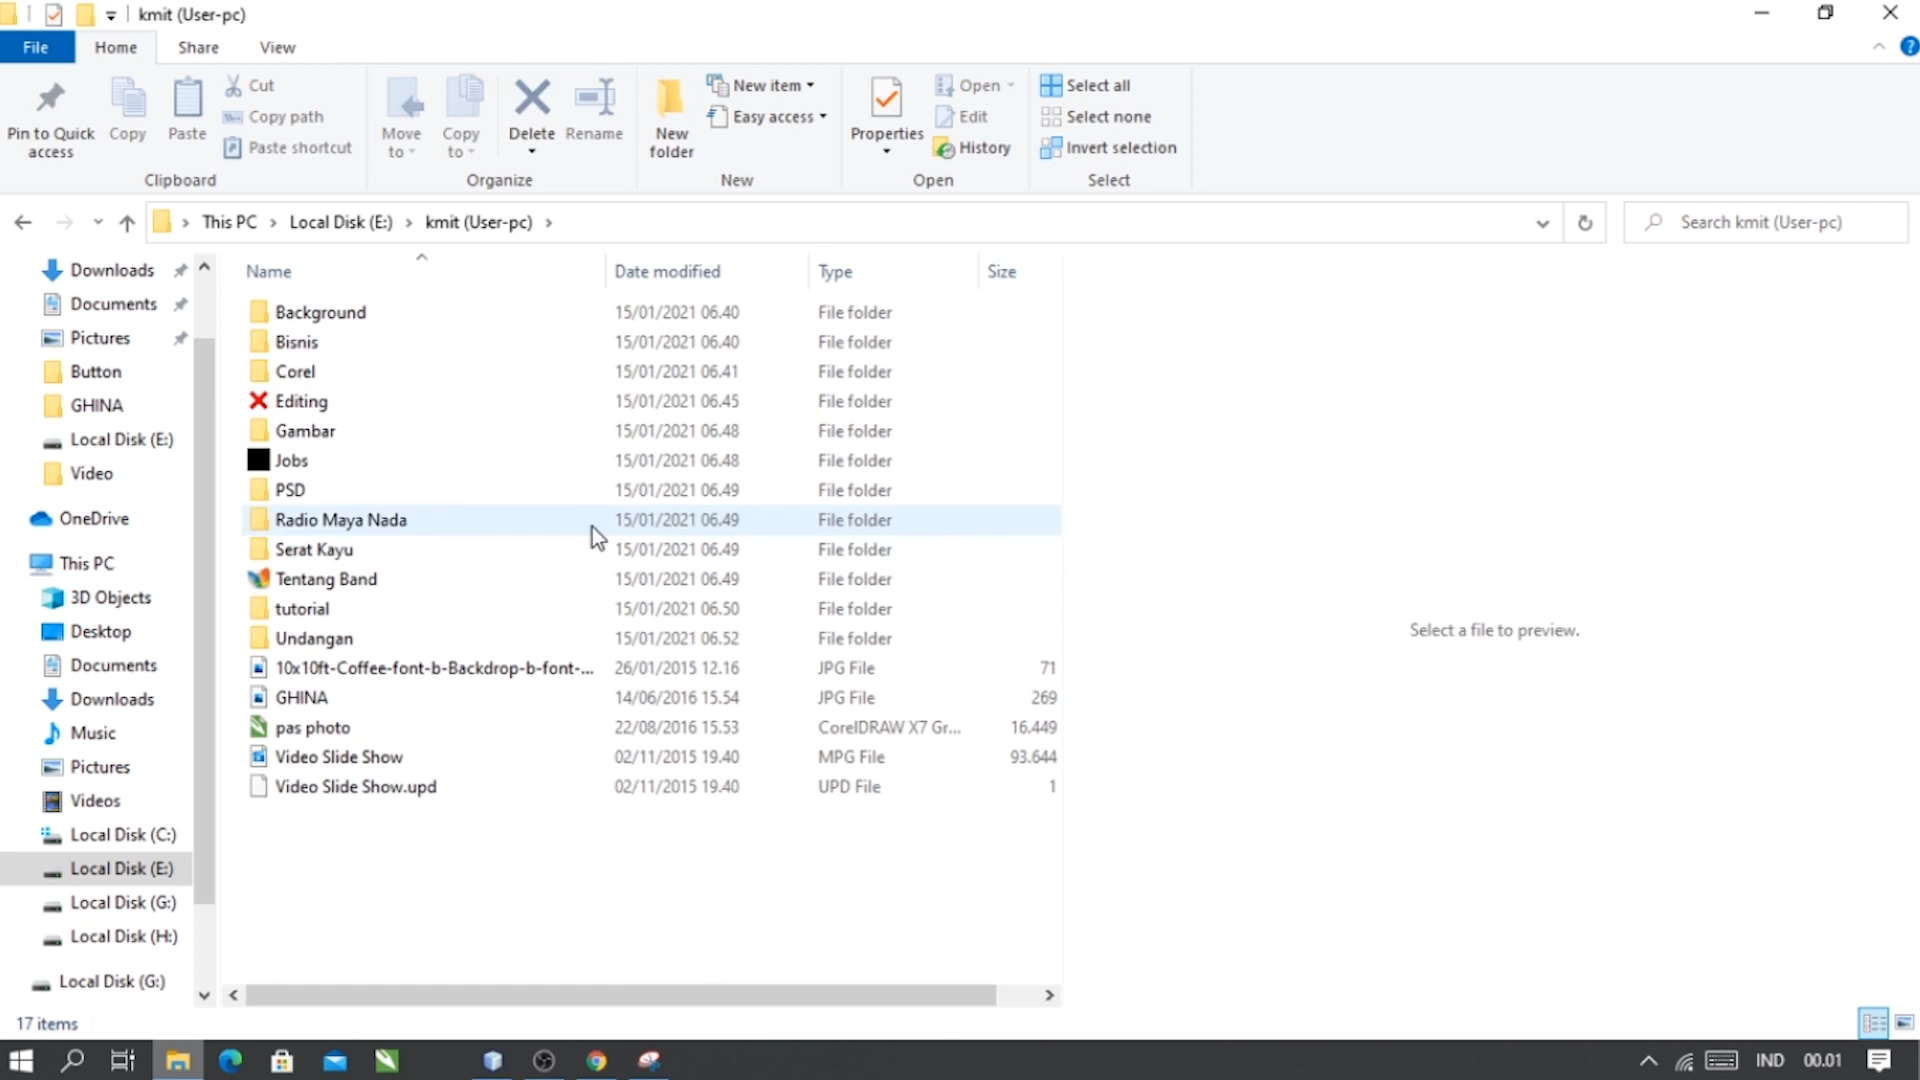 kmit (User-pc)
File Home Share View
Pin to Quick access
Copy
Paste
Cut
Copy path
Paste shortcut
Clipboard
Move to
Copy to
Delete
Rename
Organize
New folder
New item
Easy access
New
Properties
Open
Edit
History
Open
Select all
Select none
Invert selection
Select
This PC > Local Disk (E:) > kmit (User-pc) >
Search kmit (User-pc)
Downloads
Documents
Pictures
Button
GHINA
Local Disk (E:)
Video
OneDrive
This PC
3D Objects
Desktop
Documents
Downloads
Music
Pictures
Videos
Local Disk (C:)
Local Disk (E:)
Local Disk (G:)
Local Disk (H:)
Local Disk (G:)
Name Date modified Type Size
Background 15/01/2021 06.40 File folder
Bisnis 15/01/2021 06.40 File folder
Corel 15/01/2021 06.41 File folder
Editing 15/01/2021 06.45 File folder
Gambar 15/01/2021 06.48 File folder
Jobs 15/01/2021 06.48 File folder
PSD 15/01/2021 06.49 File folder
Radio Maya Nada 15/01/2021 06.49 File folder
Serat Kayu 15/01/2021 06.49 File folder
Tentang Band 15/01/2021 06.49 File folder
tutorial 15/01/2021 06.50 File folder
Undangan 15/01/2021 06.52 File folder
10x10ft-Coffee-font-b-Backdrop-b-font-... 26/01/2015 12.16 JPG File 71
GHINA 14/06/2016 15.54 JPG File 269
pas photo 22/08/2016 15.53 CorelDRAW X7 Gr... 16.449
Video Slide Show 02/11/2015 19.40 MPG File 93.644
Video Slide Show.upd 02/11/2015 19.40 UPD File 1
Select a file to preview.
17 items
IND 00.01